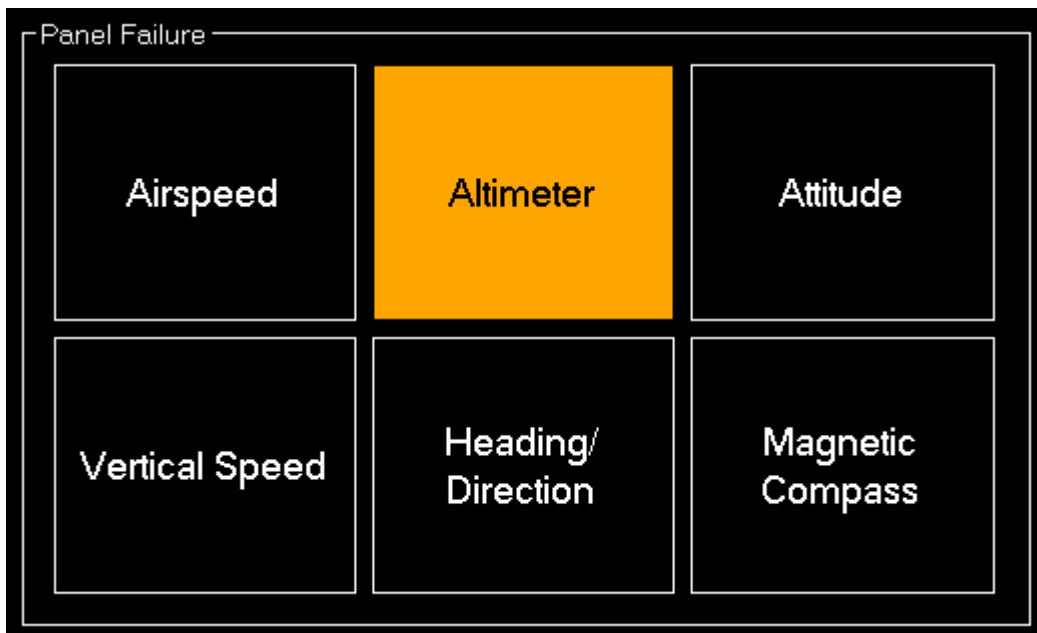 Panel Failure
Airspeed
Altimeter
Attitude
Vertical Speed
Heading/
Direction
Magnetic
Compass